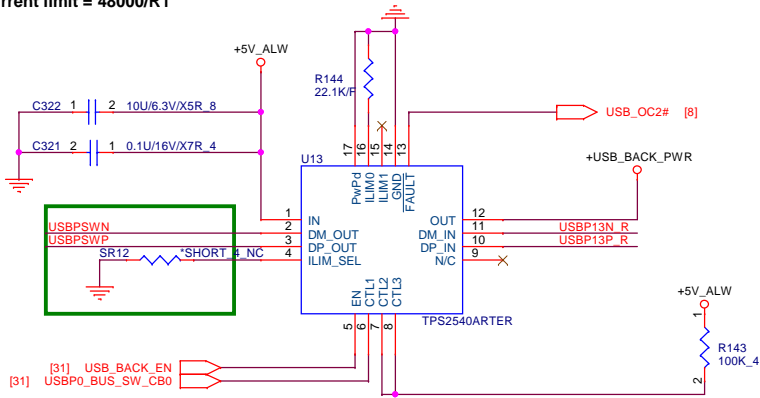 rrent limit = 48000/R1
+5V_ALW
R144
22.1K/F
C322 1 2 10U/6.3V/X5R_8
USB_OC2# [8]
C321 2 1 0.1U/16V/X7R_4
17 16 15 14 13
U13
+USB_BACK_PWR
PwPd ILIM0 ILIM1 GND FAULT
1 IN OUT 12
USBPSWN 2 DM_OUT DM_IN 11 USBP13N_R
USBPSWP 3 DP_OUT DP_IN 10 USBP13P_R
SR12 *SHORT_4_NC 4 ILIM_SEL N/C 9
EN CTL1 CTL2 CTL3
+5V_ALW
TPS2540ARTER
5 6 7 8
1
R143
100K_4
2
[31] USB_BACK_EN
[31] USBP0_BUS_SW_CB0